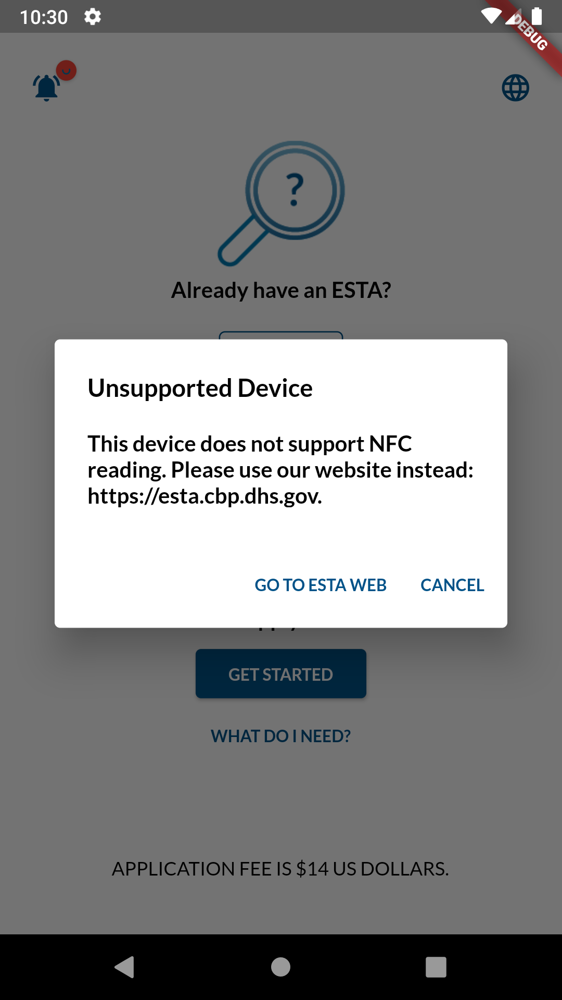 10:30
DEBUG
?
Already have an ESTA?
Unsupported Device
This device does not support NFC
reading. Please use our website instead:
https://esta.cbp.dhs.gov.
GO TO ESTA WEB
CANCEL
GET STARTED
WHAT DO I NEED?
APPLICATION FEE IS $14 US DOLLARS.